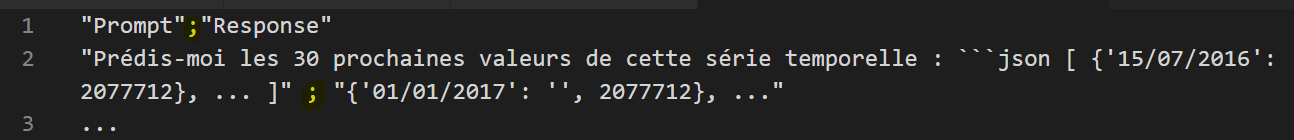 1 "Prompt";"Response"
2 "Prédis-moi les 30 prochaines valeurs de cette série temporelle : ```json [ {'15/07/2016':
2077712}, ... ]" ; "{'01/01/2017': '', 2077712}, ..."
3 ...